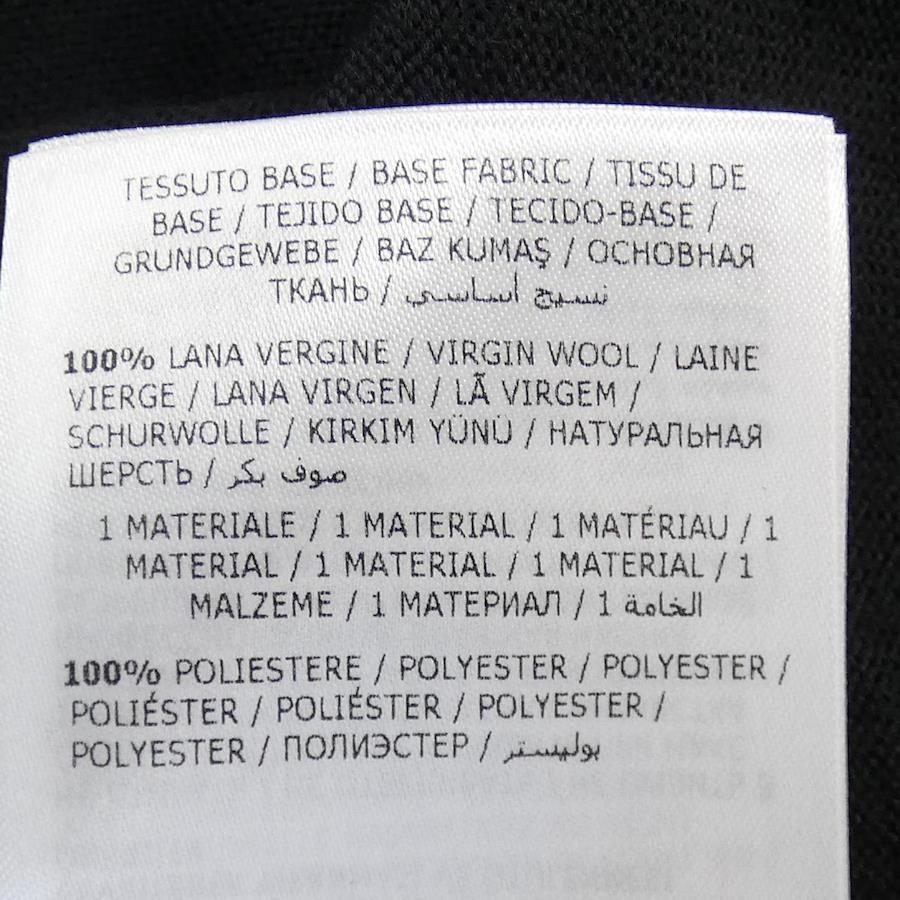 TESSUTO BASE / BASE FABRIC / TISSU DE
BASE / TEJIDO BASE / TECIDO-BASE /
GRUNDGEWEBE / BAZ KUMAŞ / ОСНОВНАЯ
ТКАНЬ / نسيج أساسي
100% LANA VERGINE / VIRGIN WOOL / LAINE
VIERGE / LANA VIRGEN / LÃ VIRGEM /
SCHURWOLLE / KIRKIM YÜNÜ / НАТУРАЛЬНАЯ
ШЕРСТЬ / صوف بكر
1 MATERIALE / 1 MATERIAL / 1 MATÉRIAU / 1
MATERIAL / 1 MATERIAL / 1 MATERIAL / 1
MALZEME / 1 МАТЕРИАЛ / 1 الخامة
100% POLIESTERE / POLYESTER / POLYESTER /
POLIÉSTER / POLIÉSTER / POLYESTER /
POLYESTER / ПОЛИЭСТЕР / بوليستر